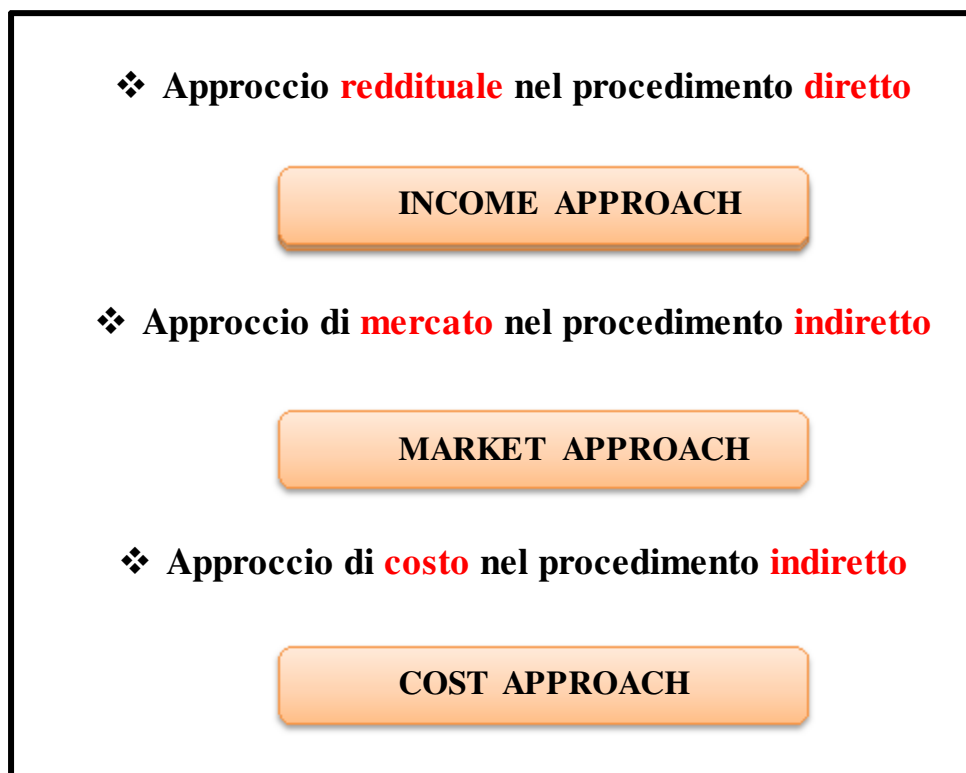 ❖ Approccio reddituale nel procedimento diretto
INCOME APPROACH
❖ Approccio di mercato nel procedimento indiretto
MARKET APPROACH
❖ Approccio di costo nel procedimento indiretto
COST APPROACH